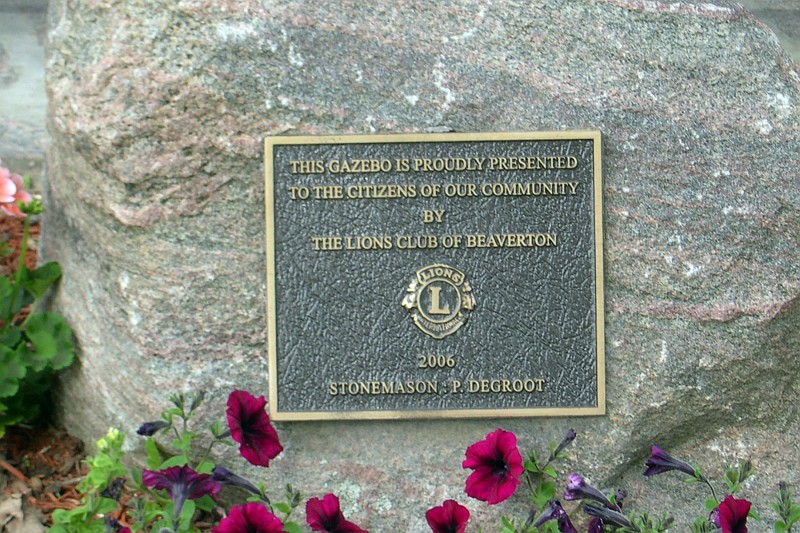 THIS GAZEBO IS PROUDLY PRESENTED
TO THE CITIZENS OF OUR COMMUNITY
BY
THE LIONS CLUB OF BEAVERTON
LIONS
L
INTERNATIONAL
2006
STONEMASON : P. DEGROOT